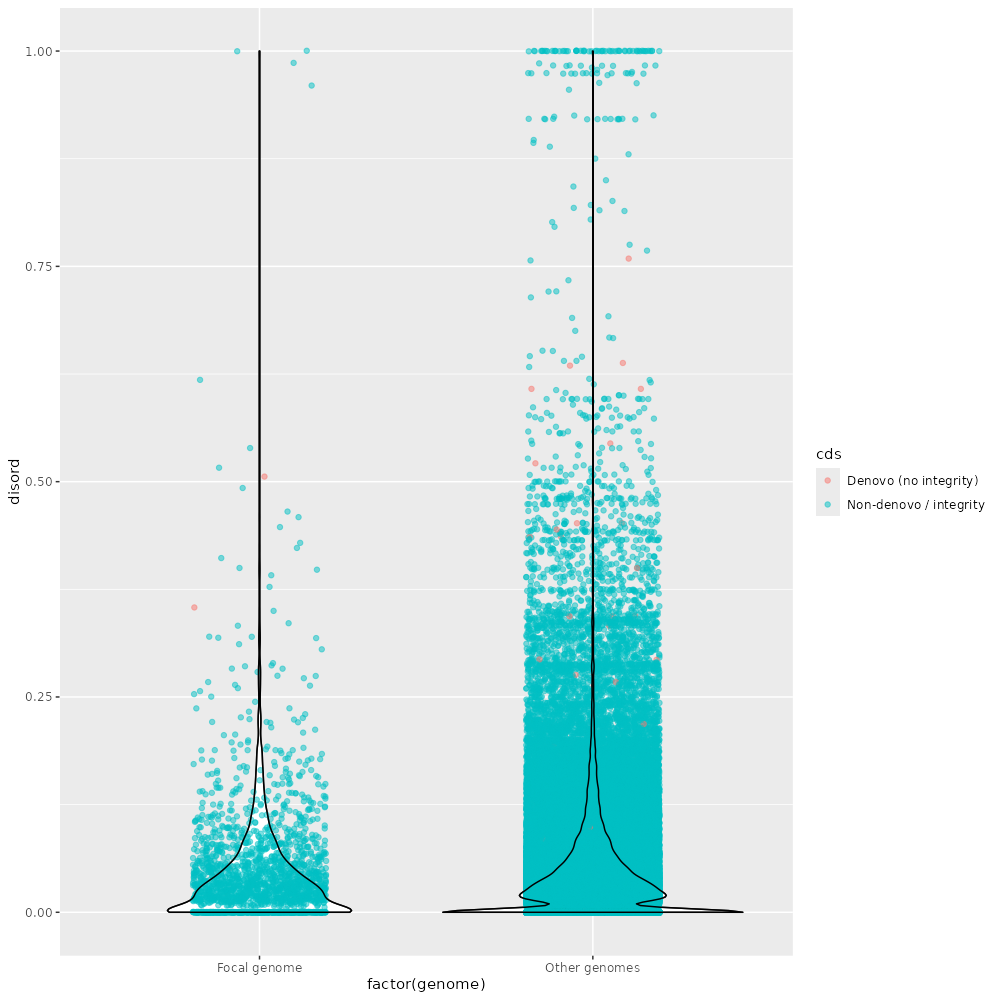 1.00
0.75
0.50
0.25
0.00
disord
Focal genome
Other genomes
factor(genome)
cds
Denovo (no integrity)
Non-denovo / integrity